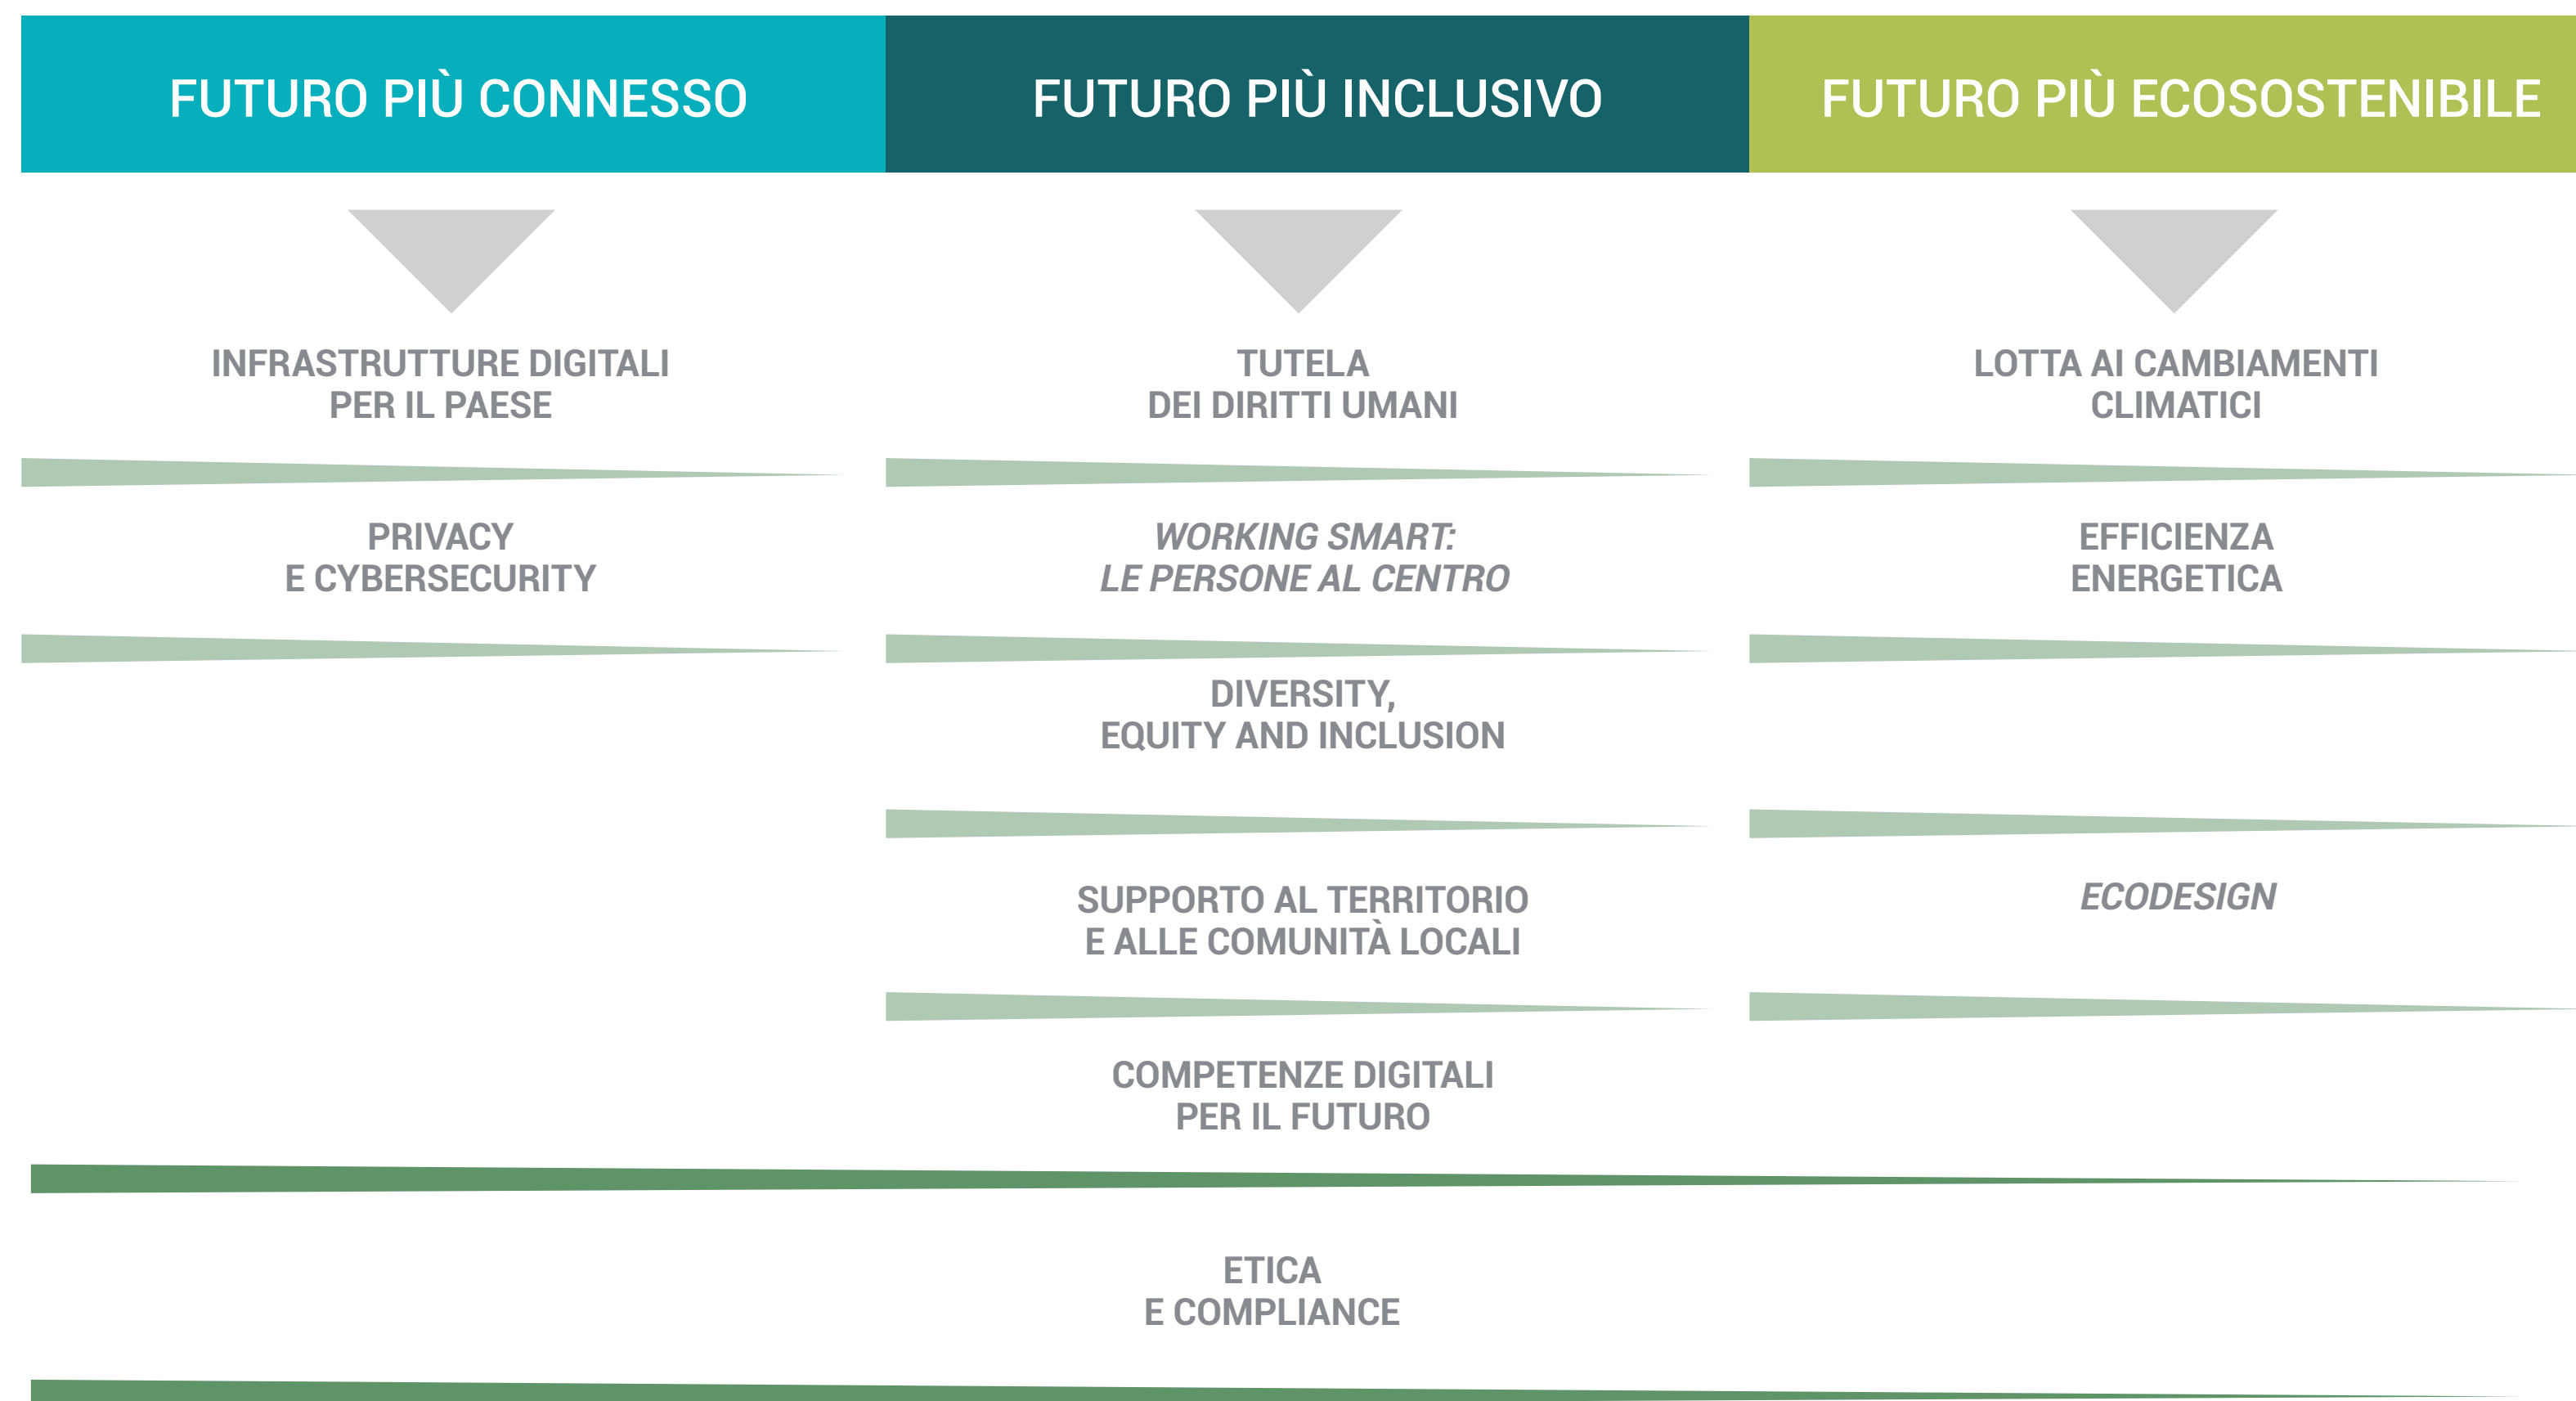 FUTURO PIÙ CONNESSO
FUTURO PIÙ INCLUSIVO
FUTURO PIÙ ECOSOSTENIBILE
INFRASTRUTTURE DIGITALI
PER IL PAESE
TUTELA
DEI DIRITTI UMANI
LOTTA AI CAMBIAMENTI
CLIMATICI
PRIVACY
E CYBERSECURITY
WORKING SMART:
LE PERSONE AL CENTRO
EFFICIENZA
ENERGETICA
DIVERSITY,
EQUITY AND INCLUSION
SUPPORTO AL TERRITORIO
E ALLE COMUNITÀ LOCALI
ECODESIGN
COMPETENZE DIGITALI
PER IL FUTURO
ETICA
E COMPLIANCE